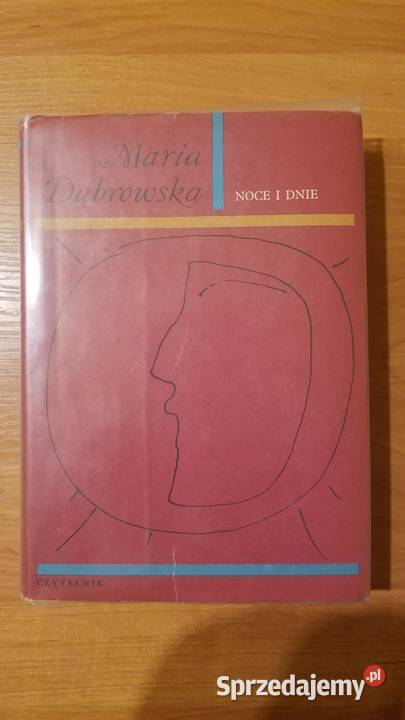 Maria
Dąbrowska
NOCE I DNIE
CZYTELNIK
Sprzedajemy.pl